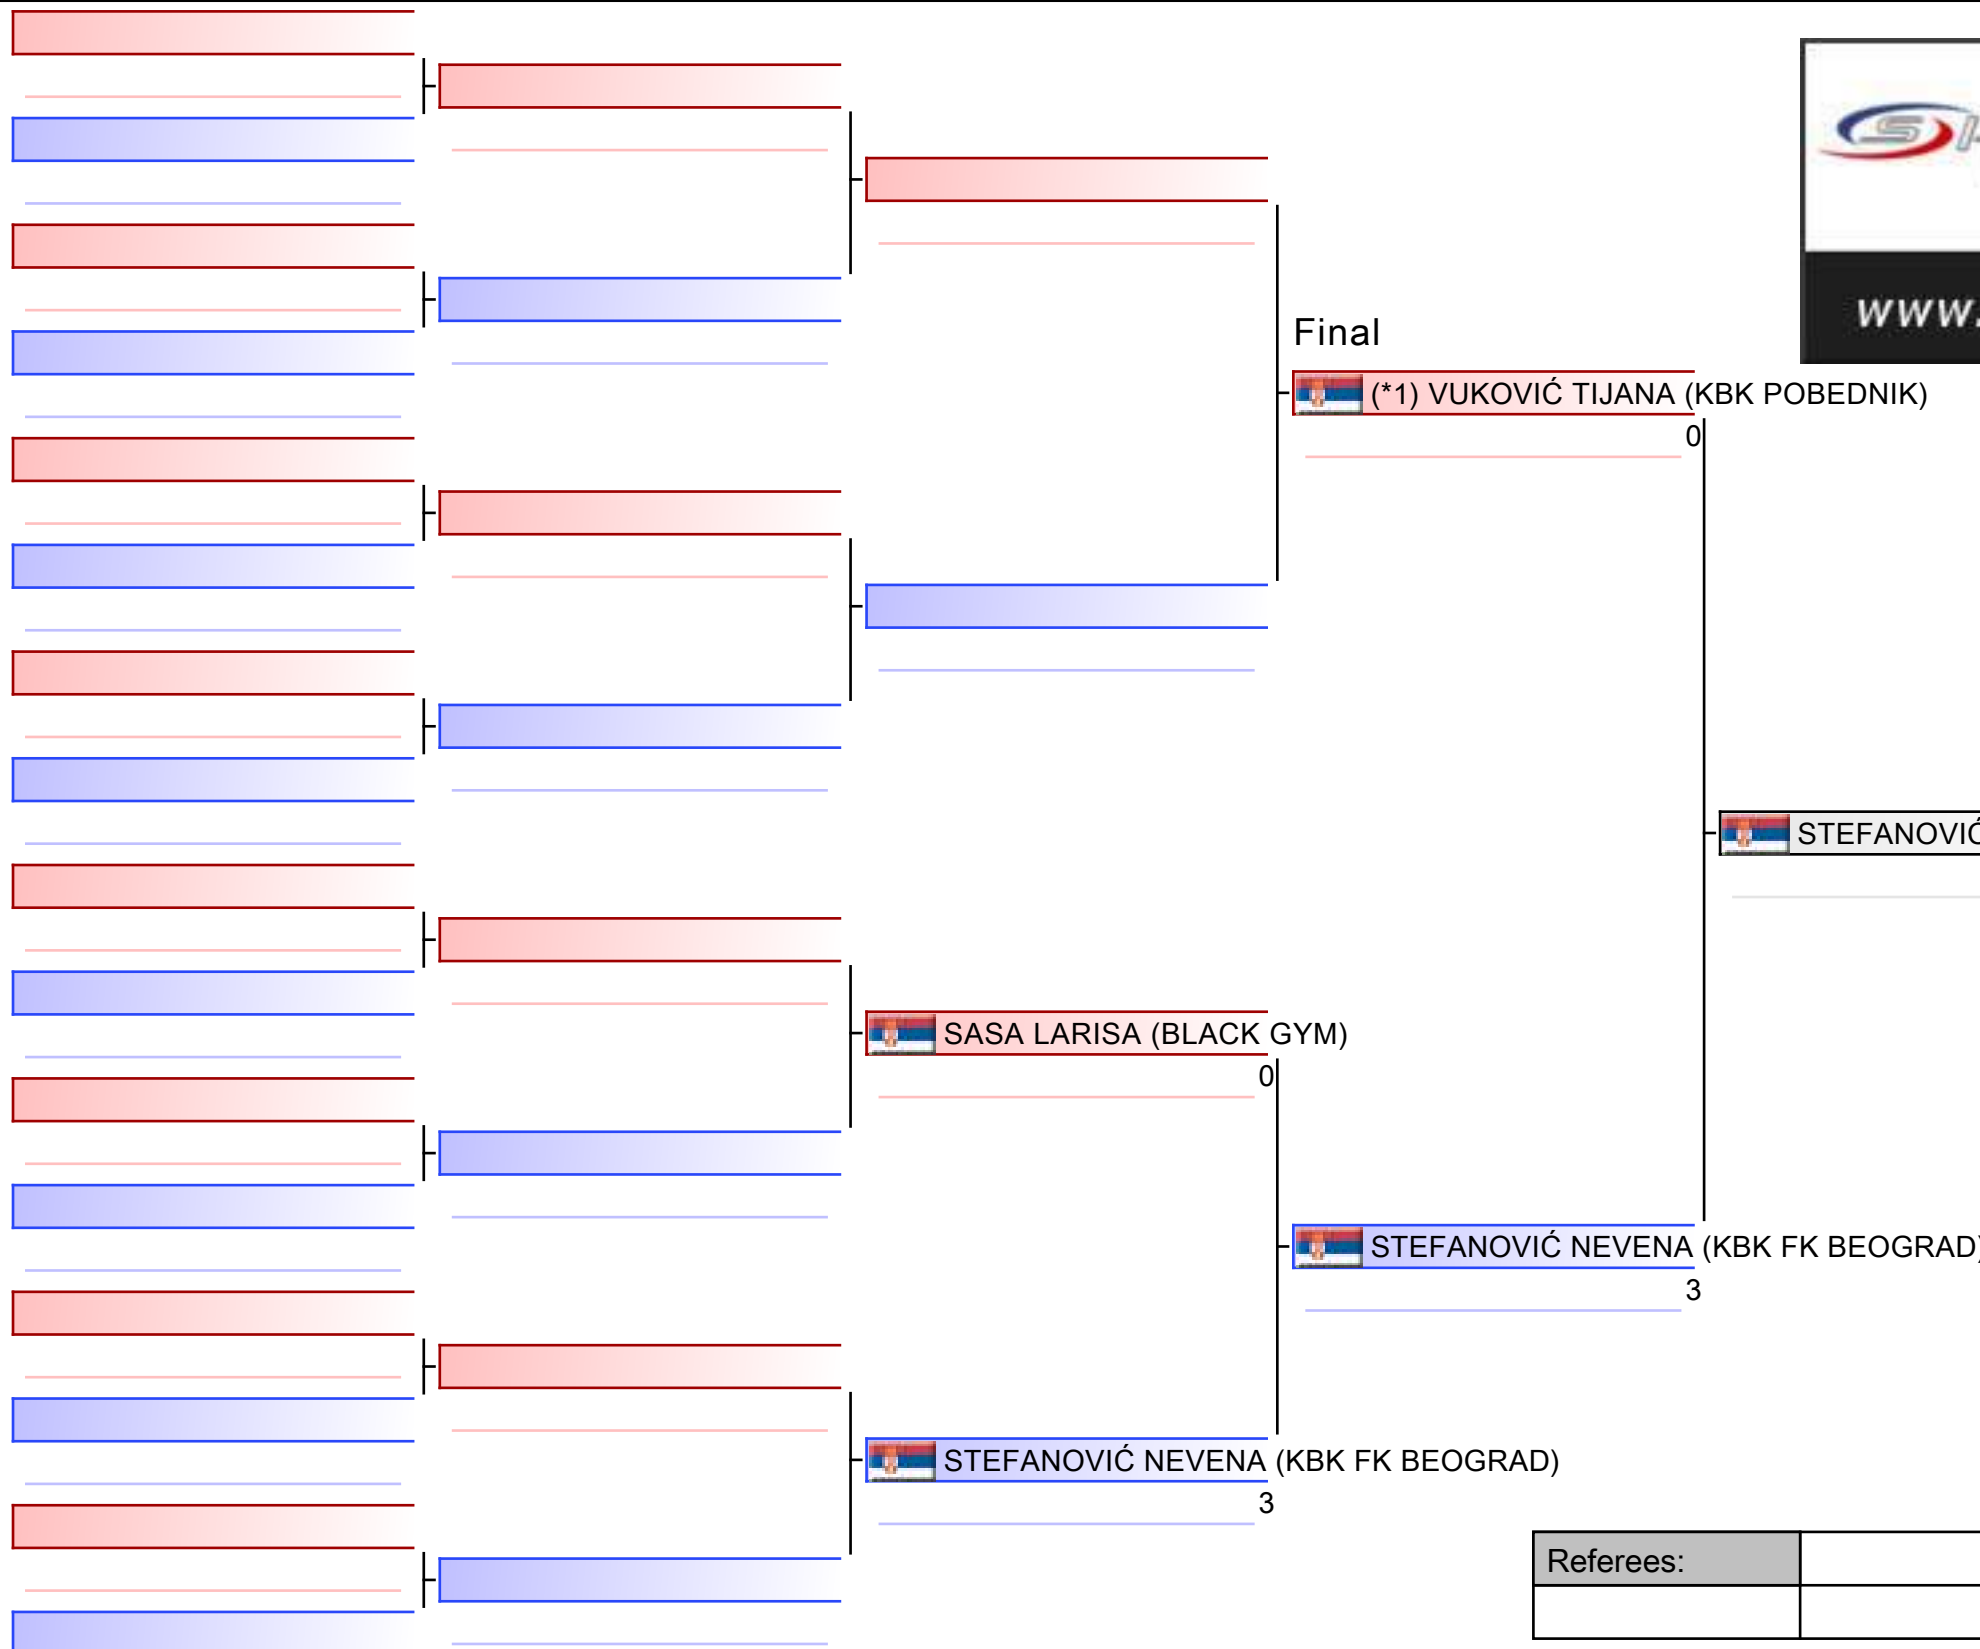 Final
(*1) VUKOVIĆ TIJANA (KBK POBEDNIK)
0
STEFANOVIĆ
SASA LARISA (BLACK GYM)
0
STEFANOVIĆ NEVENA (KBK FK BEOGRAD)
3
STEFANOVIĆ NEVENA (KBK FK BEOGRAD)
3
Referees:
www.